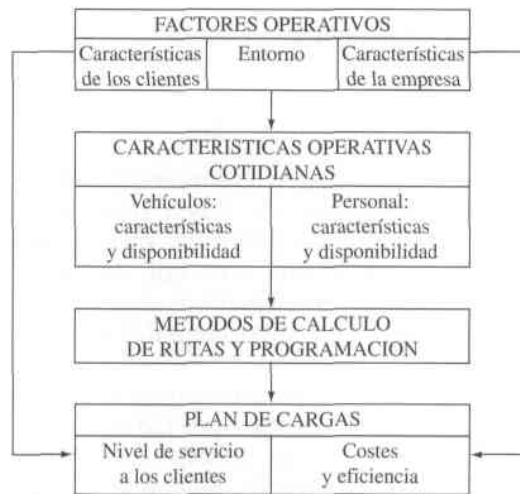 FACTORES OPERATIVOS
Características
de los clientes
Entorno
Características
de la empresa
CARACTERISTICAS OPERATIVAS
COTIDIANAS
Vehículos:
características
y disponibilidad
Personal:
características
y disponibilidad
METODOS DE CALCULO
DE RUTAS Y PROGRAMACION
PLAN DE CARGAS
Nivel de servicio
a los clientes
Costes
y eficiencia